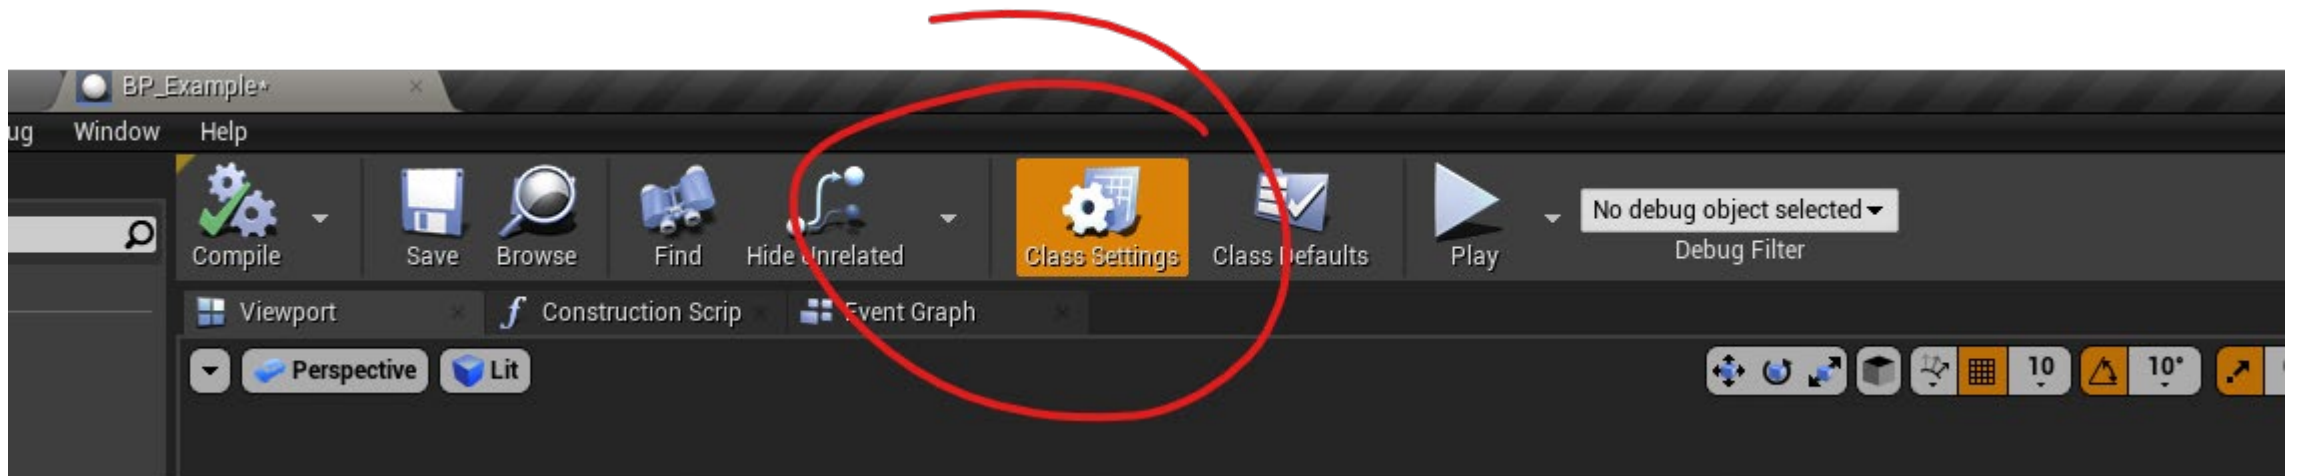 BP_Example*
ug Window Help
Compile Save Browse Find Hide Unrelated Class Settings Class Defaults Play No debug object selected
Debug Filter
Viewport Construction Scrip Event Graph
Perspective Lit 10 10°